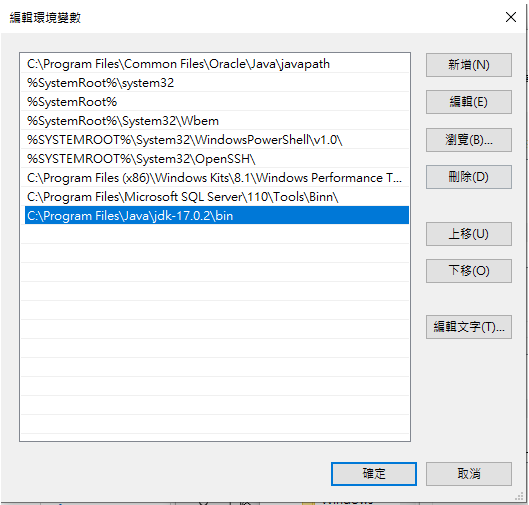 編輯環境變數
C:\Program Files\Common Files\Oracle\Java\javapath
%SystemRoot%\system32
%SystemRoot%
%SystemRoot%\System32\Wbem
%SYSTEMROOT%\System32\WindowsPowerShell\v1.0\
%SYSTEMROOT%\System32\OpenSSH\
C:\Program Files (x86)\Windows Kits\8.1\Windows Performance T...
C:\Program Files\Microsoft SQL Server\110\Tools\Binn\
C:\Program Files\Java\jdk-17.0.2\bin
新增(N)
編輯(E)
瀏覽(B)...
刪除(D)
上移(U)
下移(O)
編輯文字(T)...
確定
取消